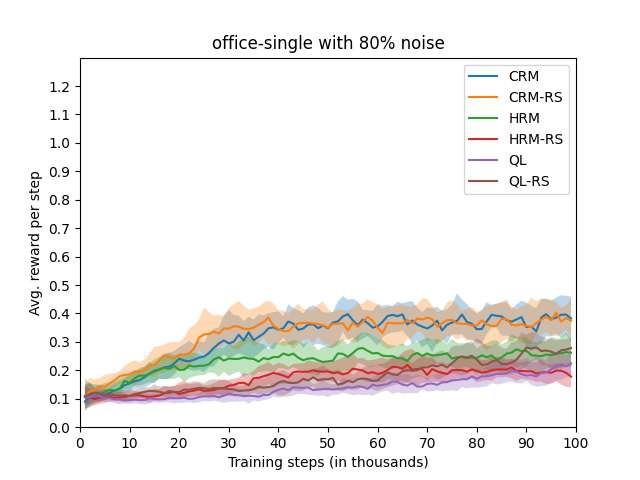 office-single with 80% noise
CRM
CRM-RS
HRM
HRM-RS
QL
QL-RS
Avg. reward per step
1.2
1.1
1.0
0.9
0.8
0.7
0.6
0.5
0.4
0.3
0.2
0.1
0.0
0 10 20 30 40 50 60 70 80 90 100
Training steps (in thousands)